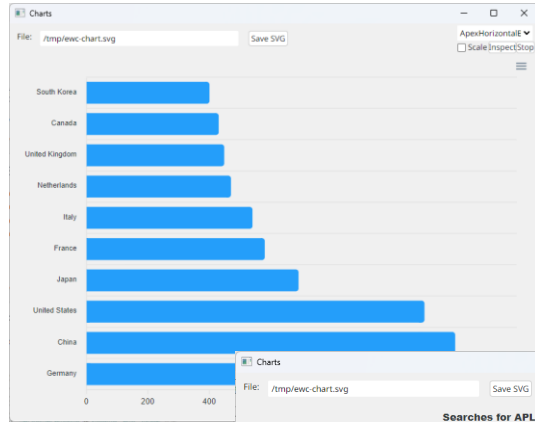 Charts
File: /tmp/ewc-chart.svg Save SVG ApexHorizontalE
Scale Inspect Stop
South Korea
Canada
United Kingdom
Netherlands
Italy
France
Japan
United States
China
Germany
0 200 400
Charts
File: /tmp/ewc-chart.svg Save SVG
Searches for APL